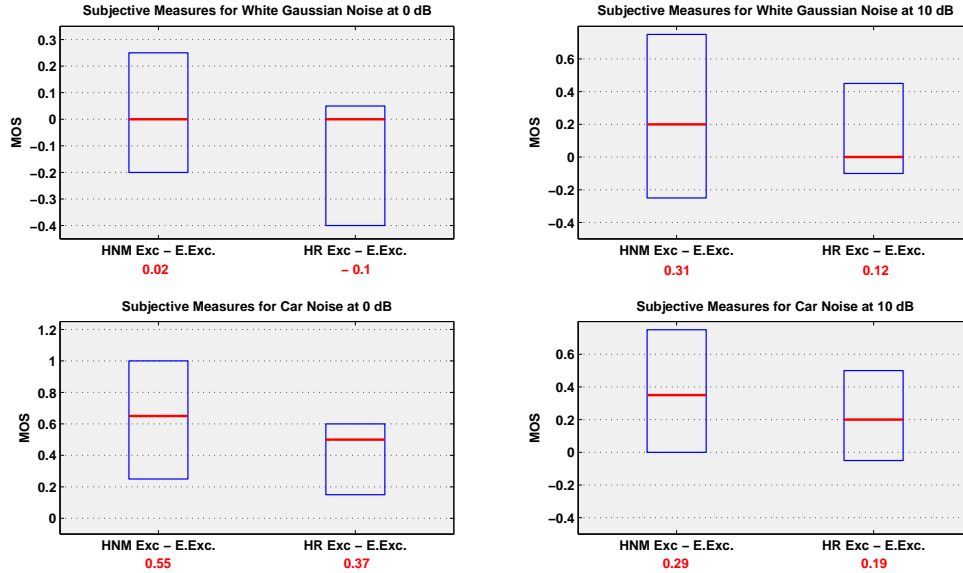 Subjective Measures for White Gaussian Noise at 0 dB
0.3
0.2
0.1
0
−0.1
−0.2
−0.3
−0.4
MOS
HNM Exc − E.Exc.
HR Exc − E.Exc.
0.02
− 0.1
Subjective Measures for White Gaussian Noise at 10 dB
0.6
0.4
0.2
0
−0.2
−0.4
MOS
HNM Exc − E.Exc.
HR Exc − E.Exc.
0.31
0.12
Subjective Measures for Car Noise at 0 dB
1.2
1
0.8
0.6
0.4
0.2
0
MOS
HNM Exc − E.Exc.
HR Exc − E.Exc.
0.55
0.37
Subjective Measures for Car Noise at 10 dB
0.6
0.4
0.2
0
−0.2
−0.4
MOS
HNM Exc − E.Exc.
HR Exc − E.Exc.
0.29
0.19